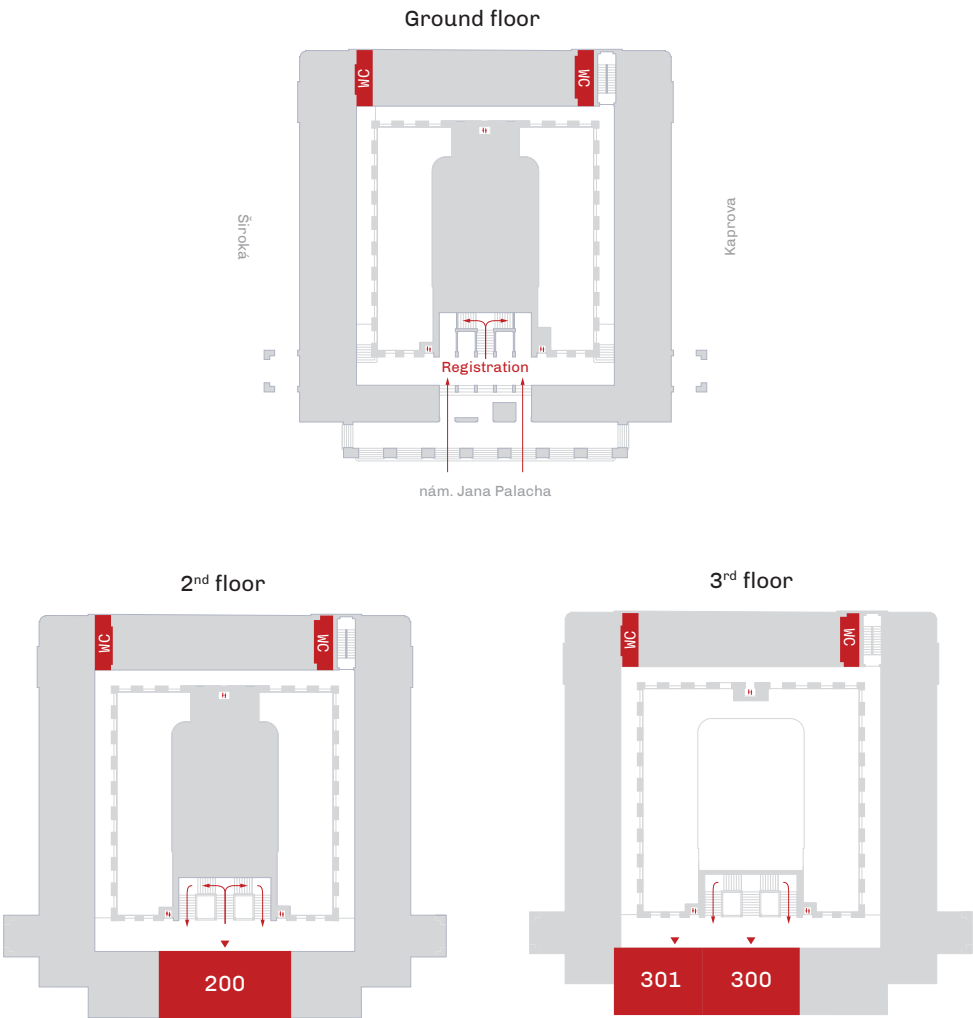 Ground floor
WC
WC
Široká
Kaprova
Registration
nám. Jana Palacha
2nd floor
3rd floor
WC
WC
WC
WC
200
301
300